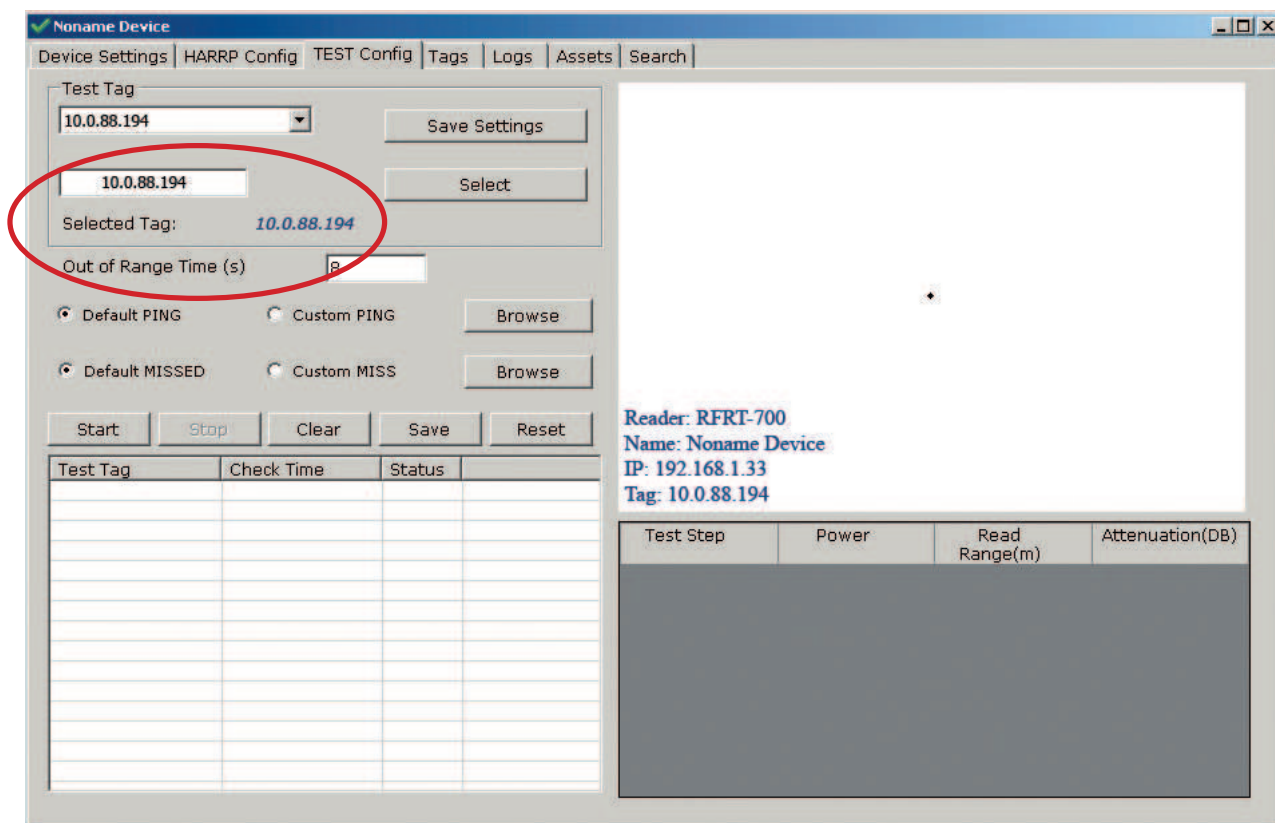 Noname Device
Device Settings HARRP Config TEST Config Tags Logs Assets Search
Test Tag
10.0.88.194
Save Settings
10.0.88.194
Select
Selected Tag: 10.0.88.194
Out of Range Time (s) 8
Default PING Custom PING Browse
Default MISSED Custom MISS Browse
Start Stop Clear Save Reset
Test Tag Check Time Status
Reader: RFRT-700
Name: Noname Device
IP: 192.168.1.33
Tag: 10.0.88.194
Test Step Power Read Range(m) Attenuation(DB)